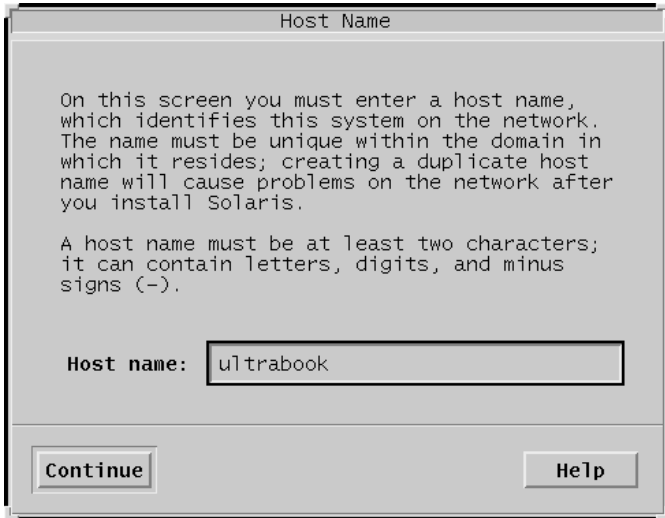 Host Name
On this screen you must enter a host name,
which identifies this system on the network.
The name must be unique within the domain in
which it resides; creating a duplicate host
name will cause problems on the network after
you install Solaris.
A host name must be at least two characters;
it can contain letters, digits, and minus
signs (-).
Host name: ultrabook
Continue Help